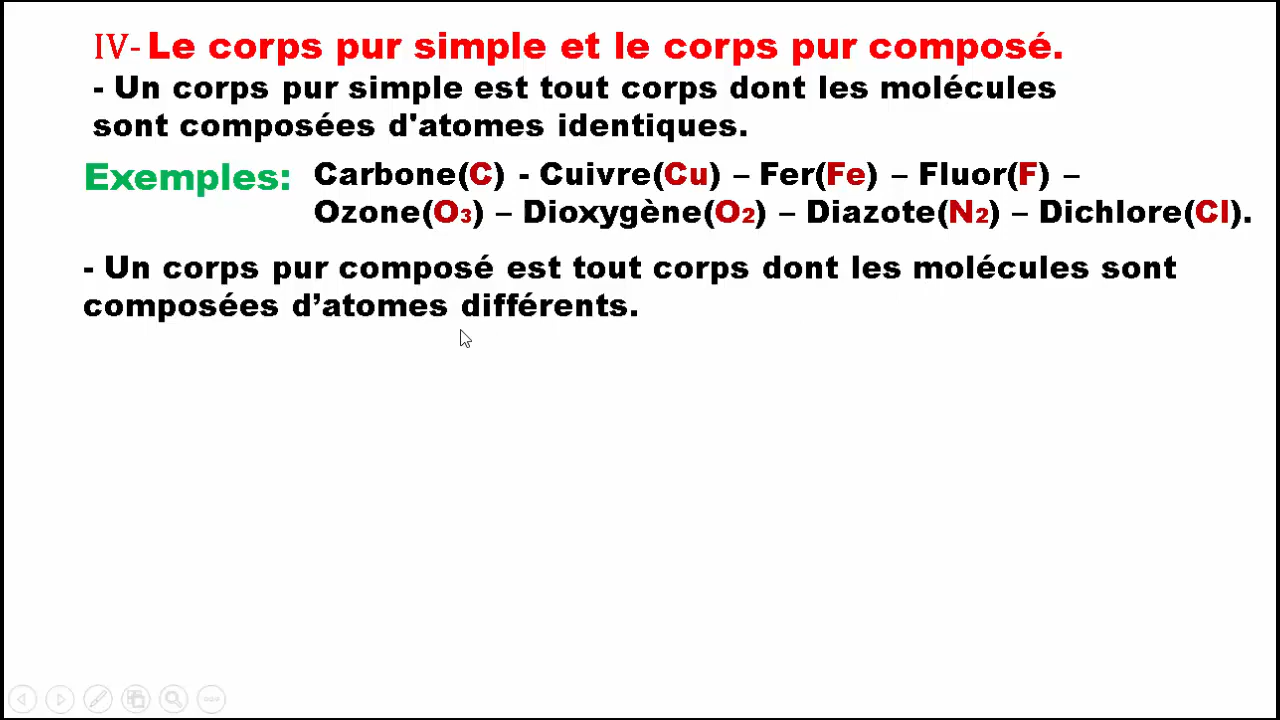 IV- Le corps pur simple et le corps pur composé.
- Un corps pur simple est tout corps dont les molécules
sont composées d'atomes identiques.
Exemples: Carbone(C) - Cuivre(Cu) – Fer(Fe) – Fluor(F) –
Ozone(O3) – Dioxygène(O2) – Diazote(N2) – Dichlore(Cl).
- Un corps pur composé est tout corps dont les molécules sont
composées d’atomes différents.